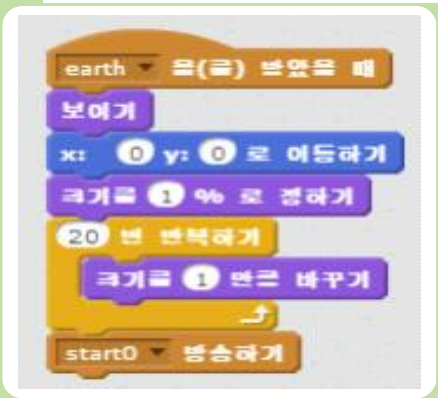 earth 을(를) 받았을 때
보이기
x: 0 y: 0 로 이동하기
크기를 1 % 로 정하기
20 번 반복하기
크기를 1 만큼 바꾸기
start0 방송하기